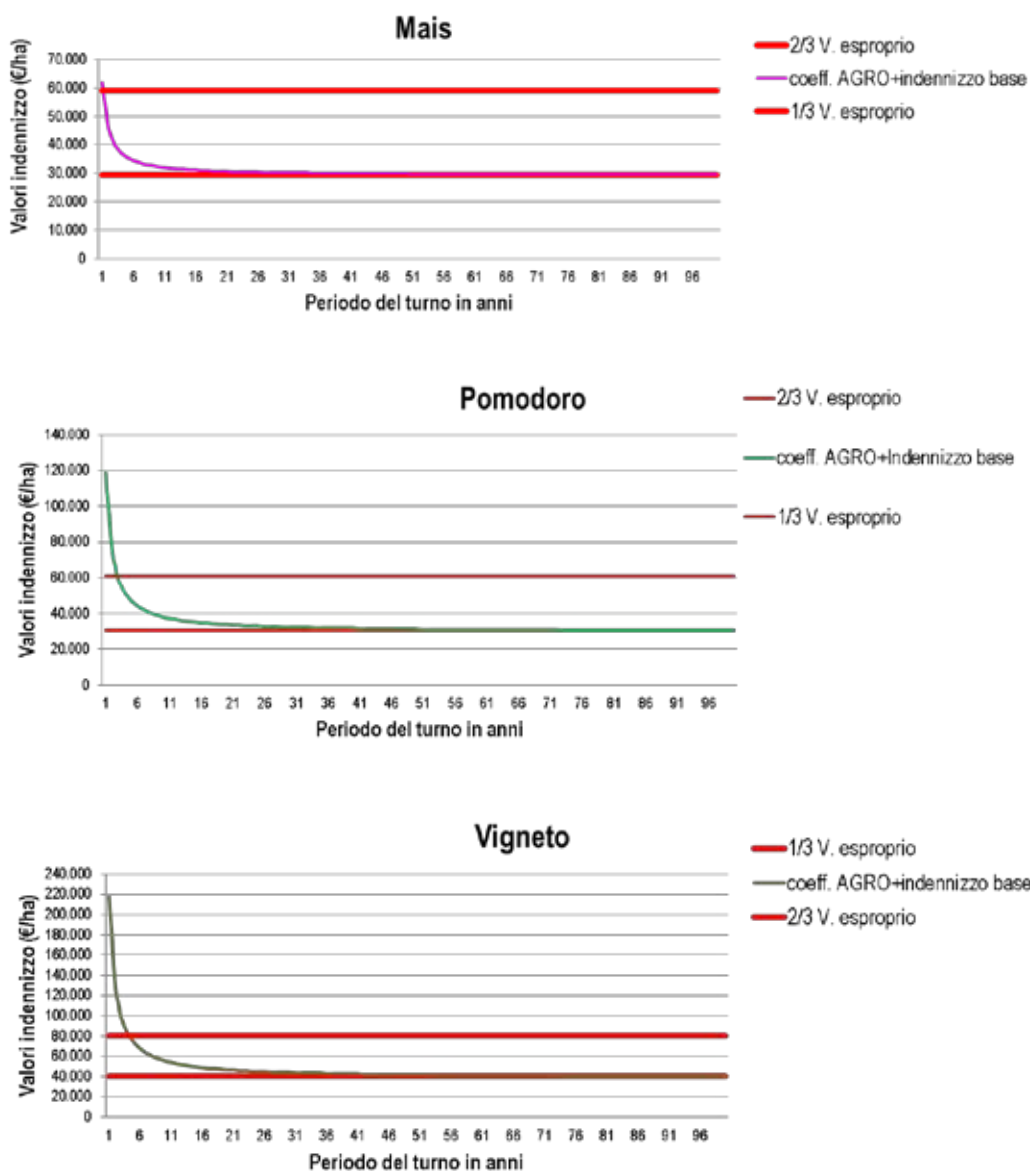 Mais
Valori indennizzo (€/ha)
70.000
60.000
50.000
40.000
30.000
20.000
10.000
0
1 6 11 16 21 26 31 36 41 46 51 56 61 66 71 76 81 86 91 96
Periodo del turno in anni
2/3 V. esproprio
coeff. AGRO+indennizzo base
1/3 V. esproprio
Pomodoro
Valori indennizzo (€/ha)
140.000
120.000
100.000
80.000
60.000
40.000
20.000
0
1 6 11 16 21 26 31 36 41 46 51 56 61 66 71 76 81 86 91 96
Periodo del turno in anni
2/3 V. esproprio
coeff. AGRO+Indennizzo base
1/3 V. esproprio
Vigneto
Valori indennizzo (€/ha)
240.000
220.000
200.000
180.000
160.000
140.000
120.000
100.000
80.000
60.000
40.000
20.000
0
1 6 11 16 21 26 31 36 41 46 51 56 61 66 71 76 81 86 91 96
Periodo del turno in anni
1/3 V. esproprio
coeff. AGRO+indennizzo base
2/3 V. esproprio